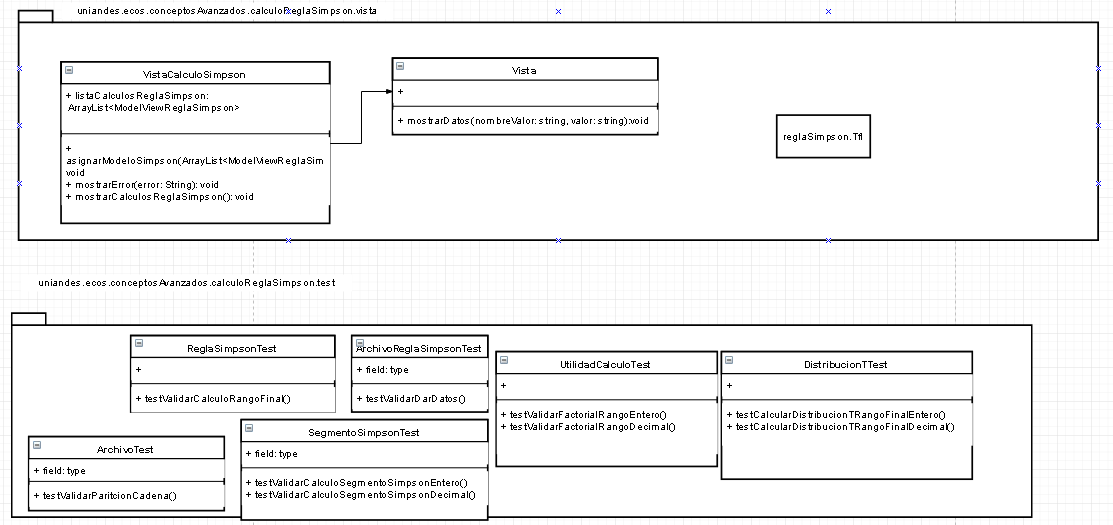 uniandes.ecos.conceptosAvanzados.calculoReglaSimpson.vista
VistaCalculoSimpson
+ listaCalculosReglaSimpson:
ArrayList<ModelViewReglaSimpson>
+
asignarModeloSimpson(ArrayList<ModelViewReglaSim
void
+ mostrarError(error: String): void
+ mostrarCalculosReglaSimpson(): void
Vista
+
+ mostrarDatos(nombreValor: string, valor: string):void
reglaSimpson.Tfl
uniandes.ecos.conceptosAvanzados.calculoReglaSimpson.test
ReglaSimpsonTest
+
+ testValidarCalculoRangoFinal()
ArchivoReglaSimpsonTest
+ field: type
+ testValidarDarDatos()
UtilidadCalculoTest
+
+ testValidarFactorialRangoEntero()
+ testValidarFactorialRangoDecimal()
DistribucionTTest
+
+ testCalcularDistribucionTRangoFinalEntero()
+ testCalcularDistribucionTRangoFinalDecimal()
ArchivoTest
+ field: type
+ testValidarParitcionCadena()
SegmentoSimpsonTest
+ field: type
+ testValidarCalculoSegmentoSimpsonEntero()
+ testValidarCalculoSegmentoSimpsonDecimal()